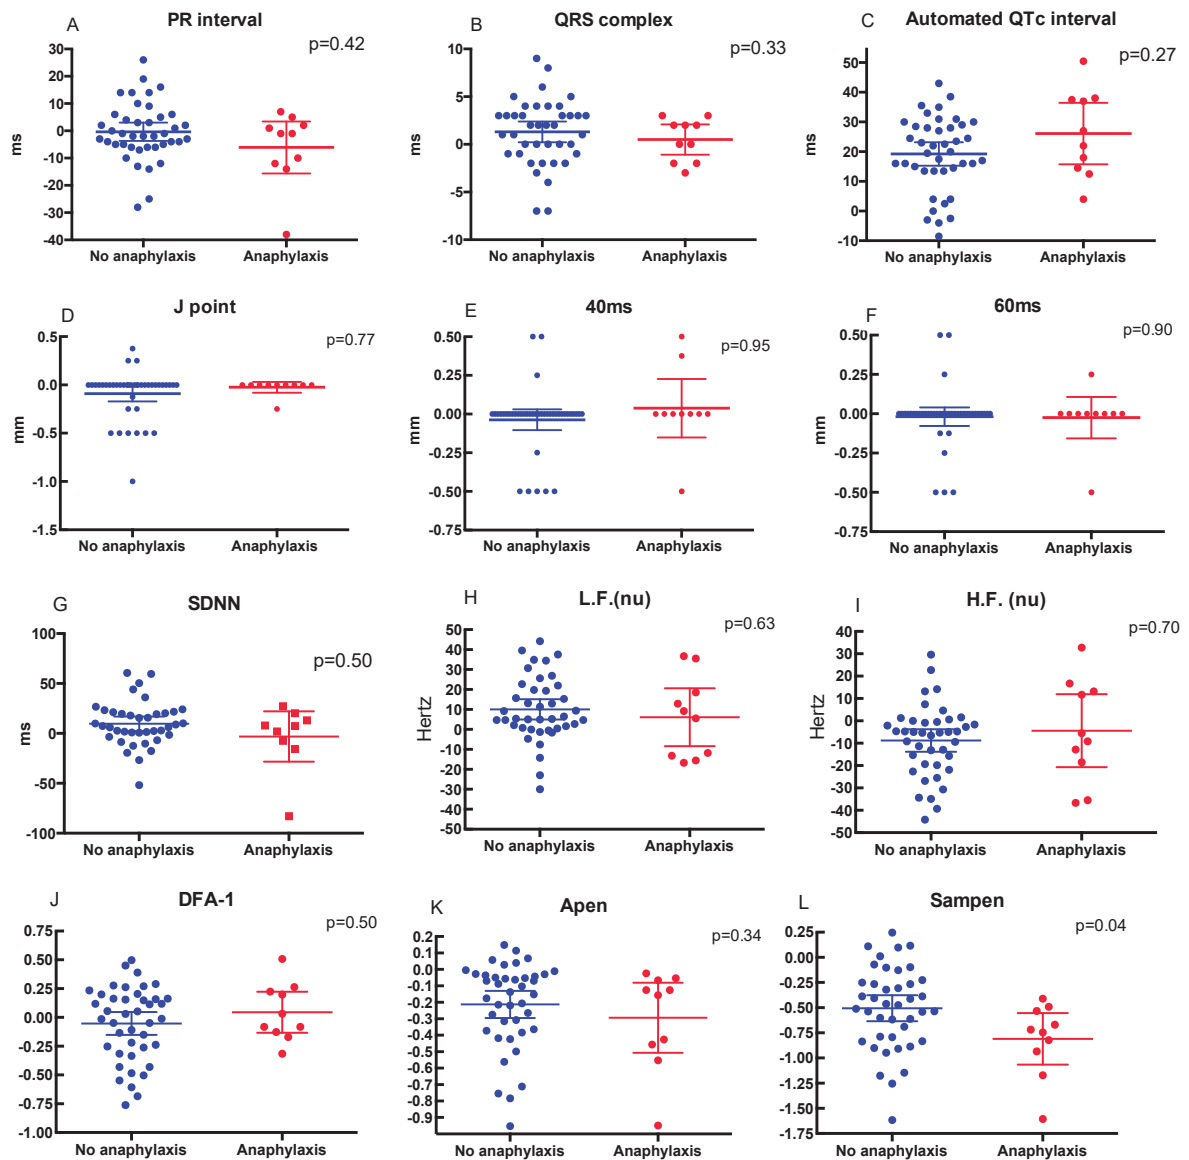 A PR interval p=0.42
B QRS complex p=0.33
C Automated QTc interval p=0.27
ms
30
20
10
0
-10
-20
-30
-40
No anaphylaxis Anaphylaxis
ms
10
5
0
-5
-10
No anaphylaxis Anaphylaxis
ms
50
40
30
20
10
0
-10
No anaphylaxis Anaphylaxis
D J point p=0.77
E 40ms p=0.95
F 60ms p=0.90
mm
0.5
0.0
-0.5
-1.0
-1.5
No anaphylaxis Anaphylaxis
mm
0.50
0.25
0.00
-0.25
-0.50
-0.75
No anaphylaxis Anaphylaxis
mm
0.50
0.25
0.00
-0.25
-0.50
-0.75
No anaphylaxis Anaphylaxis
G SDNN p=0.50
H L.F.(nu) p=0.63
I H.F. (nu) p=0.70
ms
100
50
0
-50
-100
No anaphylaxis Anaphylaxis
Hertz
50
40
30
20
10
0
-10
-20
-30
-40
-50
No anaphylaxis Anaphylaxis
Hertz
40
30
20
10
0
-10
-20
-30
-40
-50
No anaphylaxis Anaphylaxis
J DFA-1 p=0.50
K Apen p=0.34
L Sampen p=0.04
0.75
0.50
0.25
0.00
-0.25
-0.50
-0.75
-1.00
No anaphylaxis Anaphylaxis
0.2
0.1
0.0
-0.1
-0.2
-0.3
-0.4
-0.5
-0.6
-0.7
-0.8
-0.9
No anaphylaxis Anaphylaxis
0.25
0.00
-0.25
-0.50
-0.75
-1.00
-1.25
-1.50
-1.75
No anaphylaxis Anaphylaxis